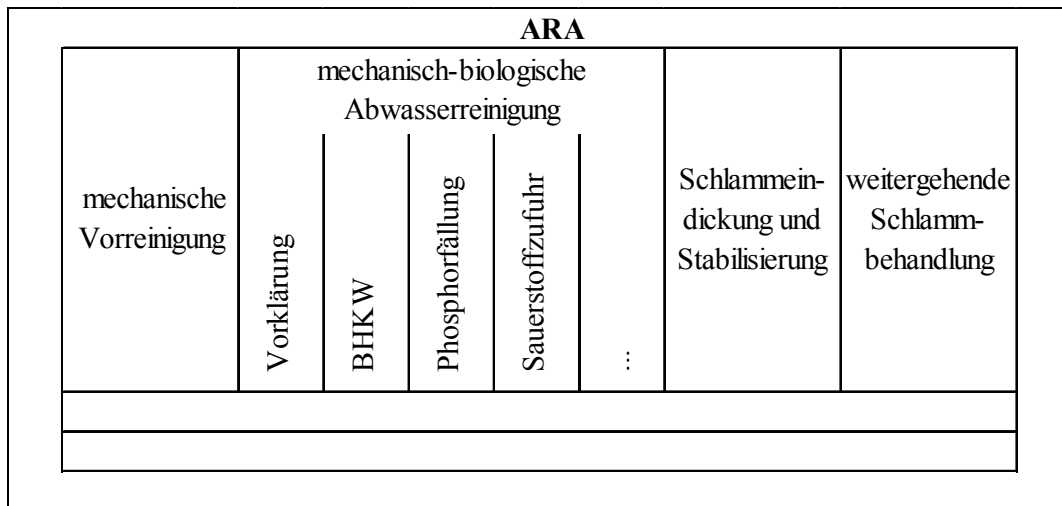 ARA
mechanische
Vorreinigung
mechanisch-biologische
Abwasserreinigung
Vorklärung
BHKW
Phosphorfällung
Sauerstoffzufuhr
...
Schlammein-
dickung und
Stabilisierung
weitergehende
Schlamm-
behandlung